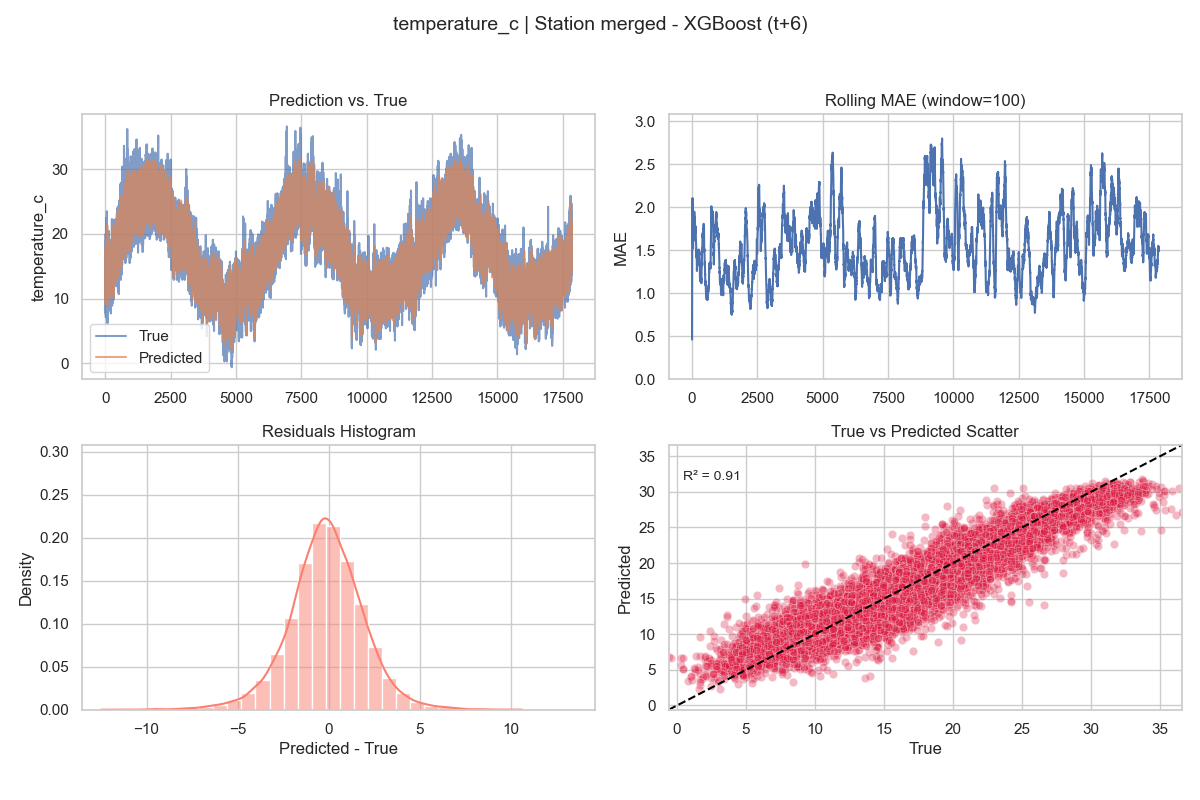 temperature_c | Station merged - XGBoost (t+6)
Prediction vs. True
temperature_c
30
20
10
0
True
Predicted
0 2500 5000 7500 10000 12500 15000 17500
Rolling MAE (window=100)
MAE
3.0
2.5
2.0
1.5
1.0
0.5
0.0
0 2500 5000 7500 10000 12500 15000 17500
Residuals Histogram
Density
0.30
0.25
0.20
0.15
0.10
0.05
0.00
−10 −5 0 5 10
Predicted - True
True vs Predicted Scatter
R² = 0.91
Predicted
35
30
25
20
15
10
5
0
0 5 10 15 20 25 30 35
True